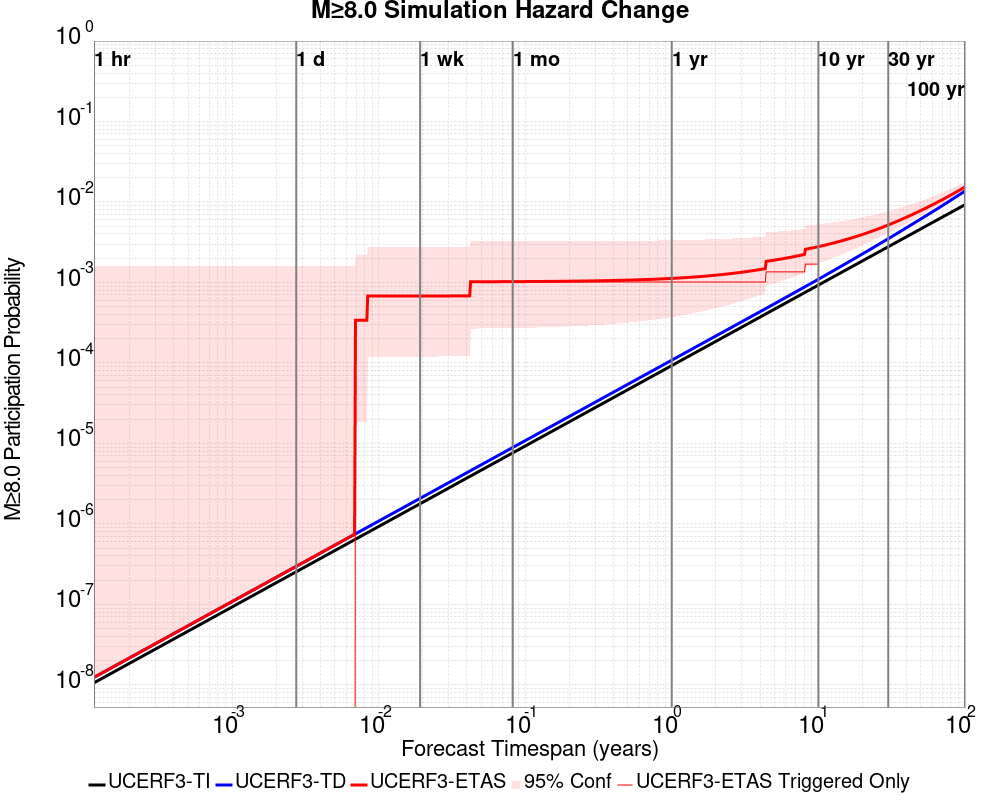 M≥8.0 Simulation Hazard Change
10^0
1 hr 1 d 1 wk 1 mo 1 yr 10 yr 30 yr
100 yr
10^-1
10^-2
10^-3
10^-4
10^-5
10^-6
10^-7
10^-8
M≥8.0 Participation Probability
10^-3 10^-2 10^-1 10^0 10^1 10^2
Forecast Timespan (years)
UCERF3-TI UCERF3-TD UCERF3-ETAS 95% Conf UCERF3-ETAS Triggered Only